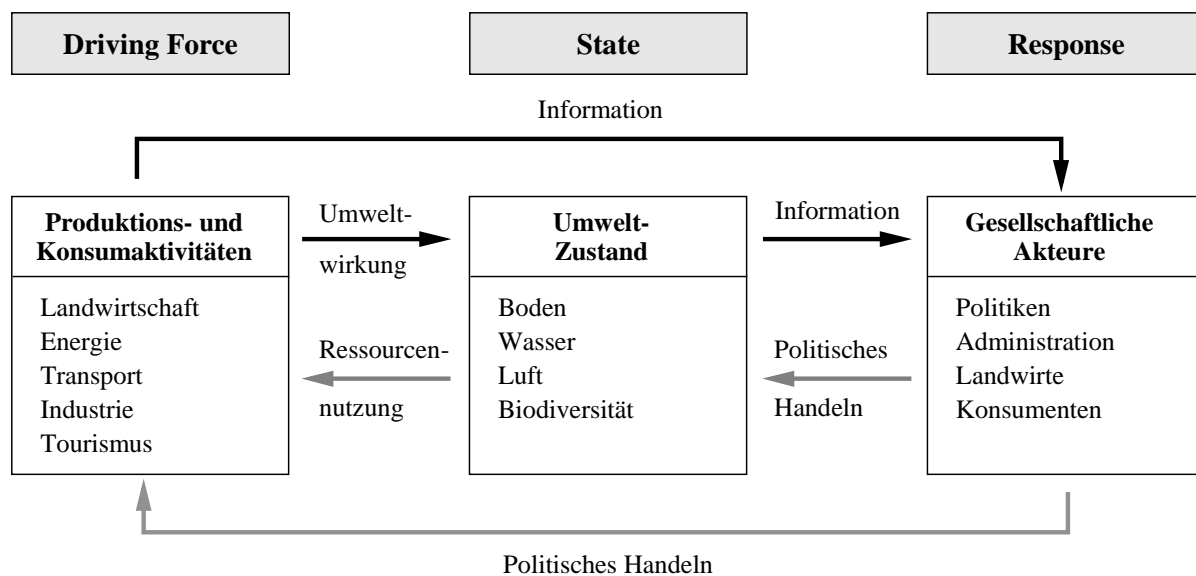 Driving Force
State
Response
Information
Produktions- und
Konsumaktivitäten
Landwirtschaft
Energie
Transport
Industrie
Tourismus
Umwelt-
wirkung
Ressourcen-
nutzung
Umwelt-
Zustand
Boden
Wasser
Luft
Biodiversität
Information
Politisches
Handeln
Gesellschaftliche
Akteure
Politiken
Administration
Landwirte
Konsumenten
Politisches Handeln